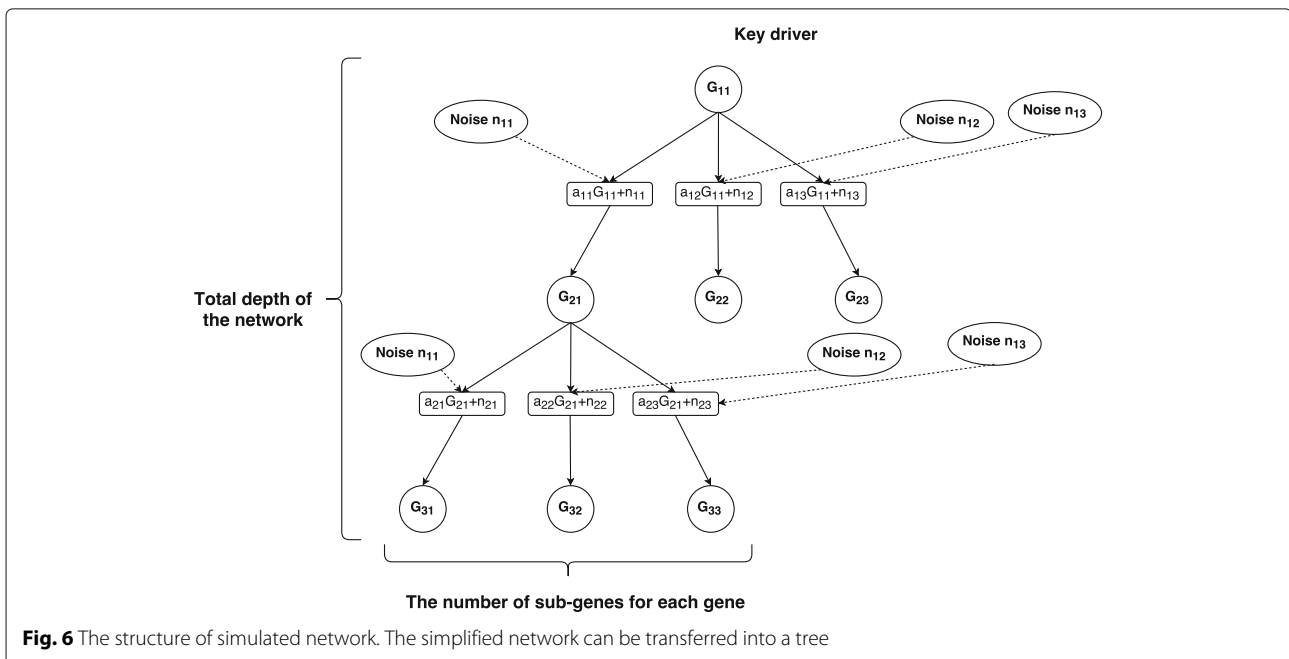 Key driver
G11
Noise n11
Noise n12
Noise n13
a11G11+n11
a12G11+n12
a13G11+n13
Total depth of
the network
G21
G22
G23
Noise n11
Noise n12
Noise n13
a21G21+n21
a22G21+n22
a23G21+n23
G31
G32
G33
The number of sub-genes for each gene
Fig. 6 The structure of simulated network. The simplified network can be transferred into a tree